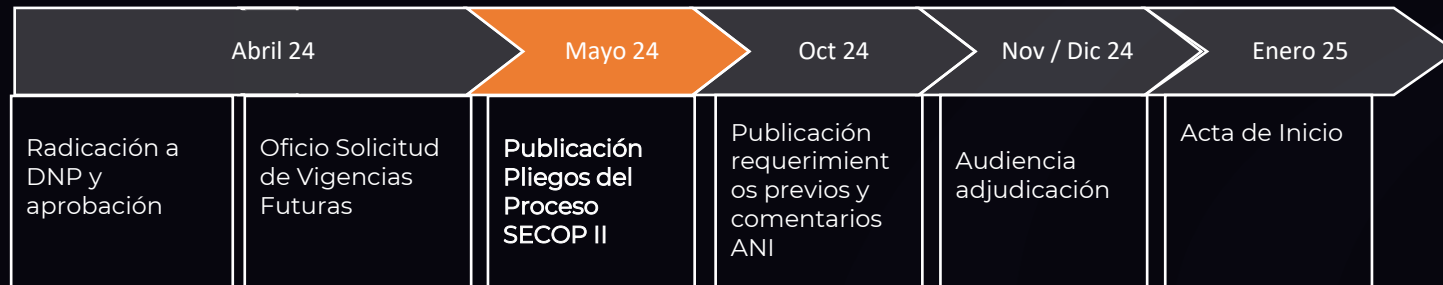 Abril 24
Mayo 24
Oct 24
Nov / Dic 24
Enero 25
Radicación a
DNP y
aprobación
Oficio Solicitud
de Vigencias
Futuras
Publicación
Pliegos del
Proceso
SECOP II
Publicación
requerimient
os previos y
comentarios
ANI
Audiencia
adjudicación
Acta de Inicio